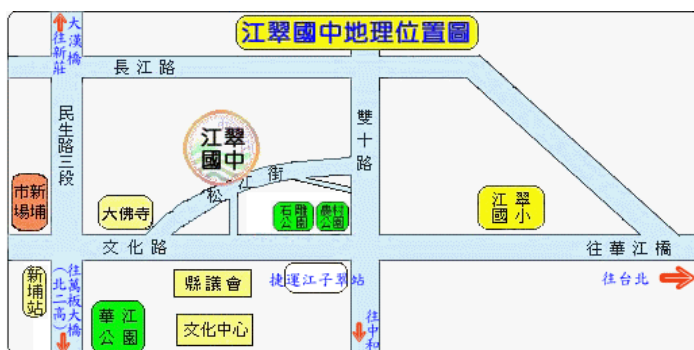 江翠國中地理位置圖
大漢橋
往新莊
長江路
民生路三段
雙十路
江翠
國中
松江街
市新
場埔
大佛寺
石雕
公園
農村
公園
江翠
國小
文化路
往華江橋
新埔站
往萬板大橋
(北二高)
縣議會
捷運江子翠站
往台北
華江
公園
文化中心
往中和